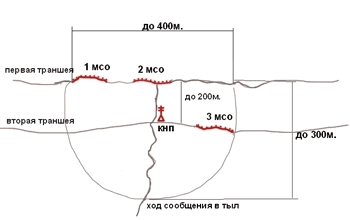 до 400м.
1 мсо 2 мсо
первая траншея
до 200м.
3 мсо
вторая траншея
кнп
до 300м.
ход сообщения в тыл